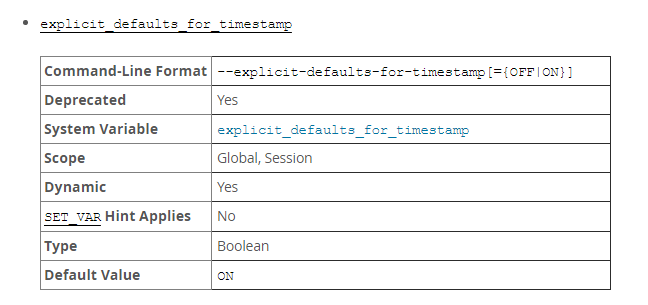 explicit_defaults_for_timestamp
Command-Line Format --explicit-defaults-for-timestamp[={OFF|ON}]
Deprecated Yes
System Variable explicit_defaults_for_timestamp
Scope Global, Session
Dynamic Yes
SET_VAR Hint Applies No
Type Boolean
Default Value ON